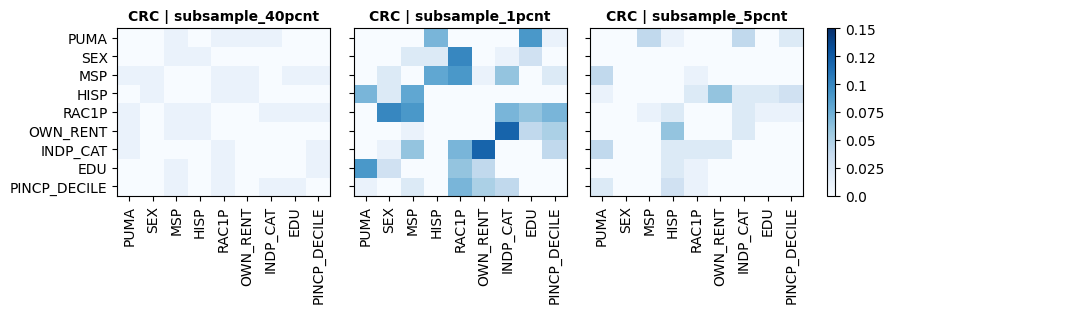 CRC | subsample_40pcnt
CRC | subsample_1pcnt
CRC | subsample_5pcnt
PUMA
SEX
MSP
HISP
RAC1P
OWN_RENT
INDP_CAT
EDU
PINCP_DECILE
PUMA
SEX
MSP
HISP
RAC1P
OWN_RENT
INDP_CAT
EDU
PINCP_DECILE
PUMA
SEX
MSP
HISP
RAC1P
OWN_RENT
INDP_CAT
EDU
PINCP_DECILE
PUMA
SEX
MSP
HISP
RAC1P
OWN_RENT
INDP_CAT
EDU
PINCP_DECILE
0.15
0.12
0.1
0.075
0.05
0.025
0.0